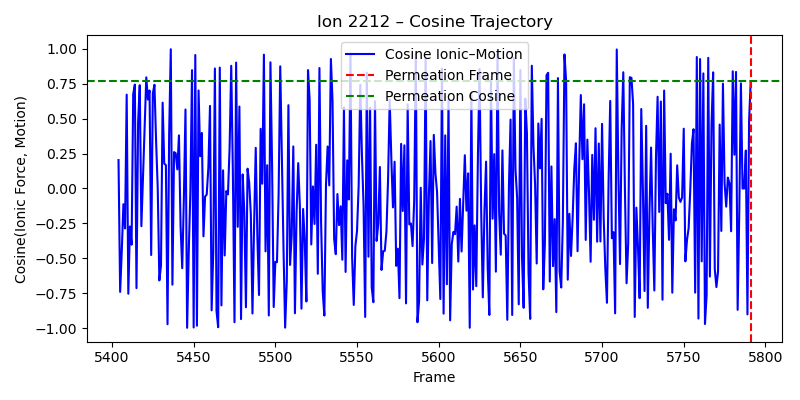 Ion 2212 – Cosine Trajectory
Cosine Ionic–Motion
Permeation Frame
Permeation Cosine
Cosine(Ionic Force, Motion)
1.00
0.75
0.50
0.25
0.00
−0.25
−0.50
−0.75
−1.00
5400 5450 5500 5550 5600 5650 5700 5750 5800
Frame